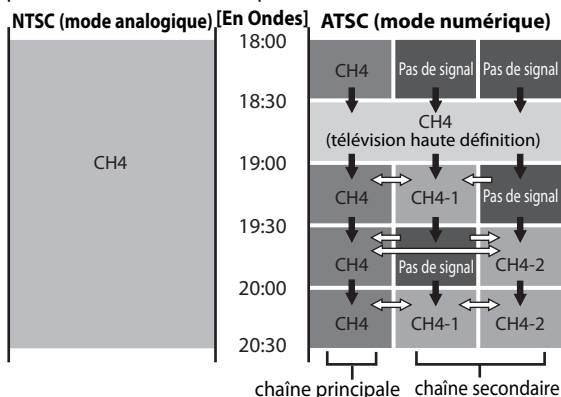 NTSC (mode analogique) [En Ondes] ATSC (mode numérique)
18:00
CH4 Pas de signal Pas de signal
18:30
CH4
(télévision haute définition)
CH4
19:00
CH4 CH4-1 Pas de signal
19:30
CH4 Pas de signal CH4-2
20:00
CH4 CH4-1 CH4-2
20:30
chaîne principale chaîne secondaire